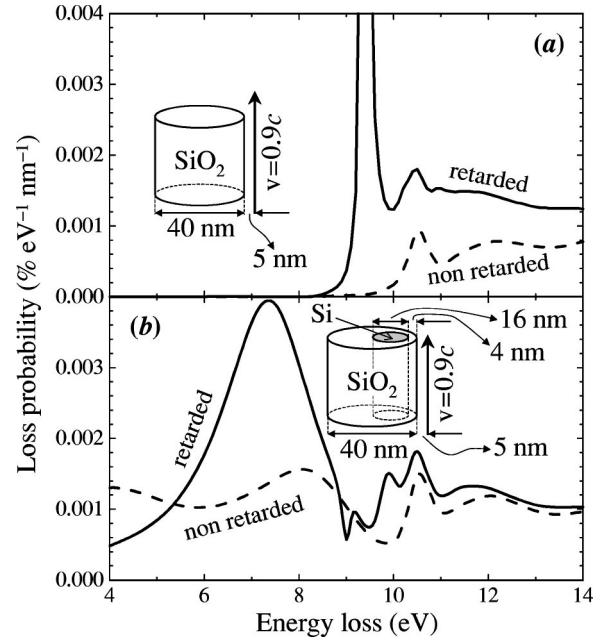 0.004
0.003
0.002
0.001
0.000
(a)
SiO2
v=0.9c
40 nm
5 nm
retarded
non retarded
Loss probability (% eV⁻¹ nm⁻¹)
(b)
0.003
0.002
0.001
0.000
retarded
non retarded
Si
16 nm
4 nm
SiO2
v=0.9c
40 nm
5 nm
4 6 8 10 12 14
Energy loss (eV)